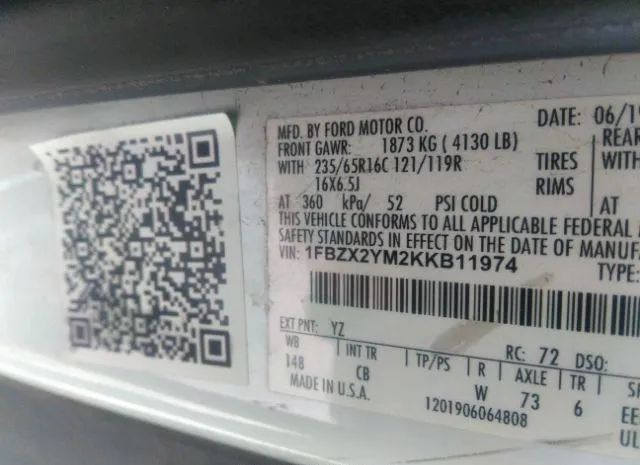 MFD. BY FORD MOTOR CO. DATE: 06/19
FRONT GAWR: 1873 KG ( 4130 LB) REAR
WITH 235/65R16C 121/119R TIRES WITH
16X6.5J RIMS
AT 360 kPa/ 52 PSI COLD AT
THIS VEHICLE CONFORMS TO ALL APPLICABLE FEDERAL
SAFETY STANDARDS IN EFFECT ON THE DATE OF MANUFA
VIN: 1FBZX2YM2KKB11974 TYPE:
EXT PNT: YZ RC: 72 DSO:
WB INT TR TP/PS R AXLE TR
148 CB W 73 6
MADE IN U.S.A. 1201906064808
UL